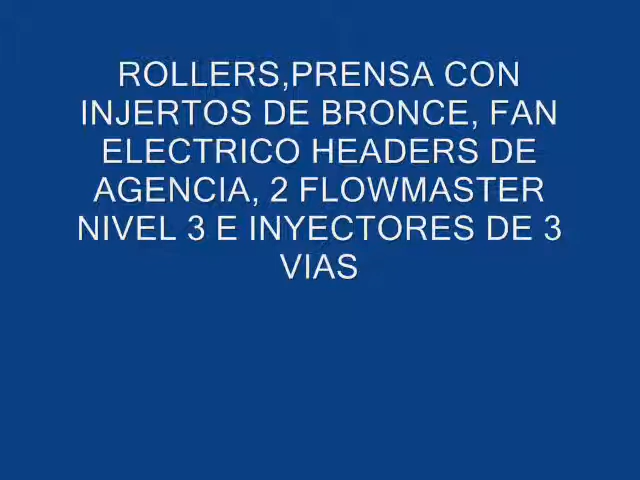 ROLLERS,PRENSA CON
INJERTOS DE BRONCE, FAN
ELECTRICO HEADERS DE
AGENCIA, 2 FLOWMASTER
NIVEL 3 E INYECTORES DE 3
VIAS